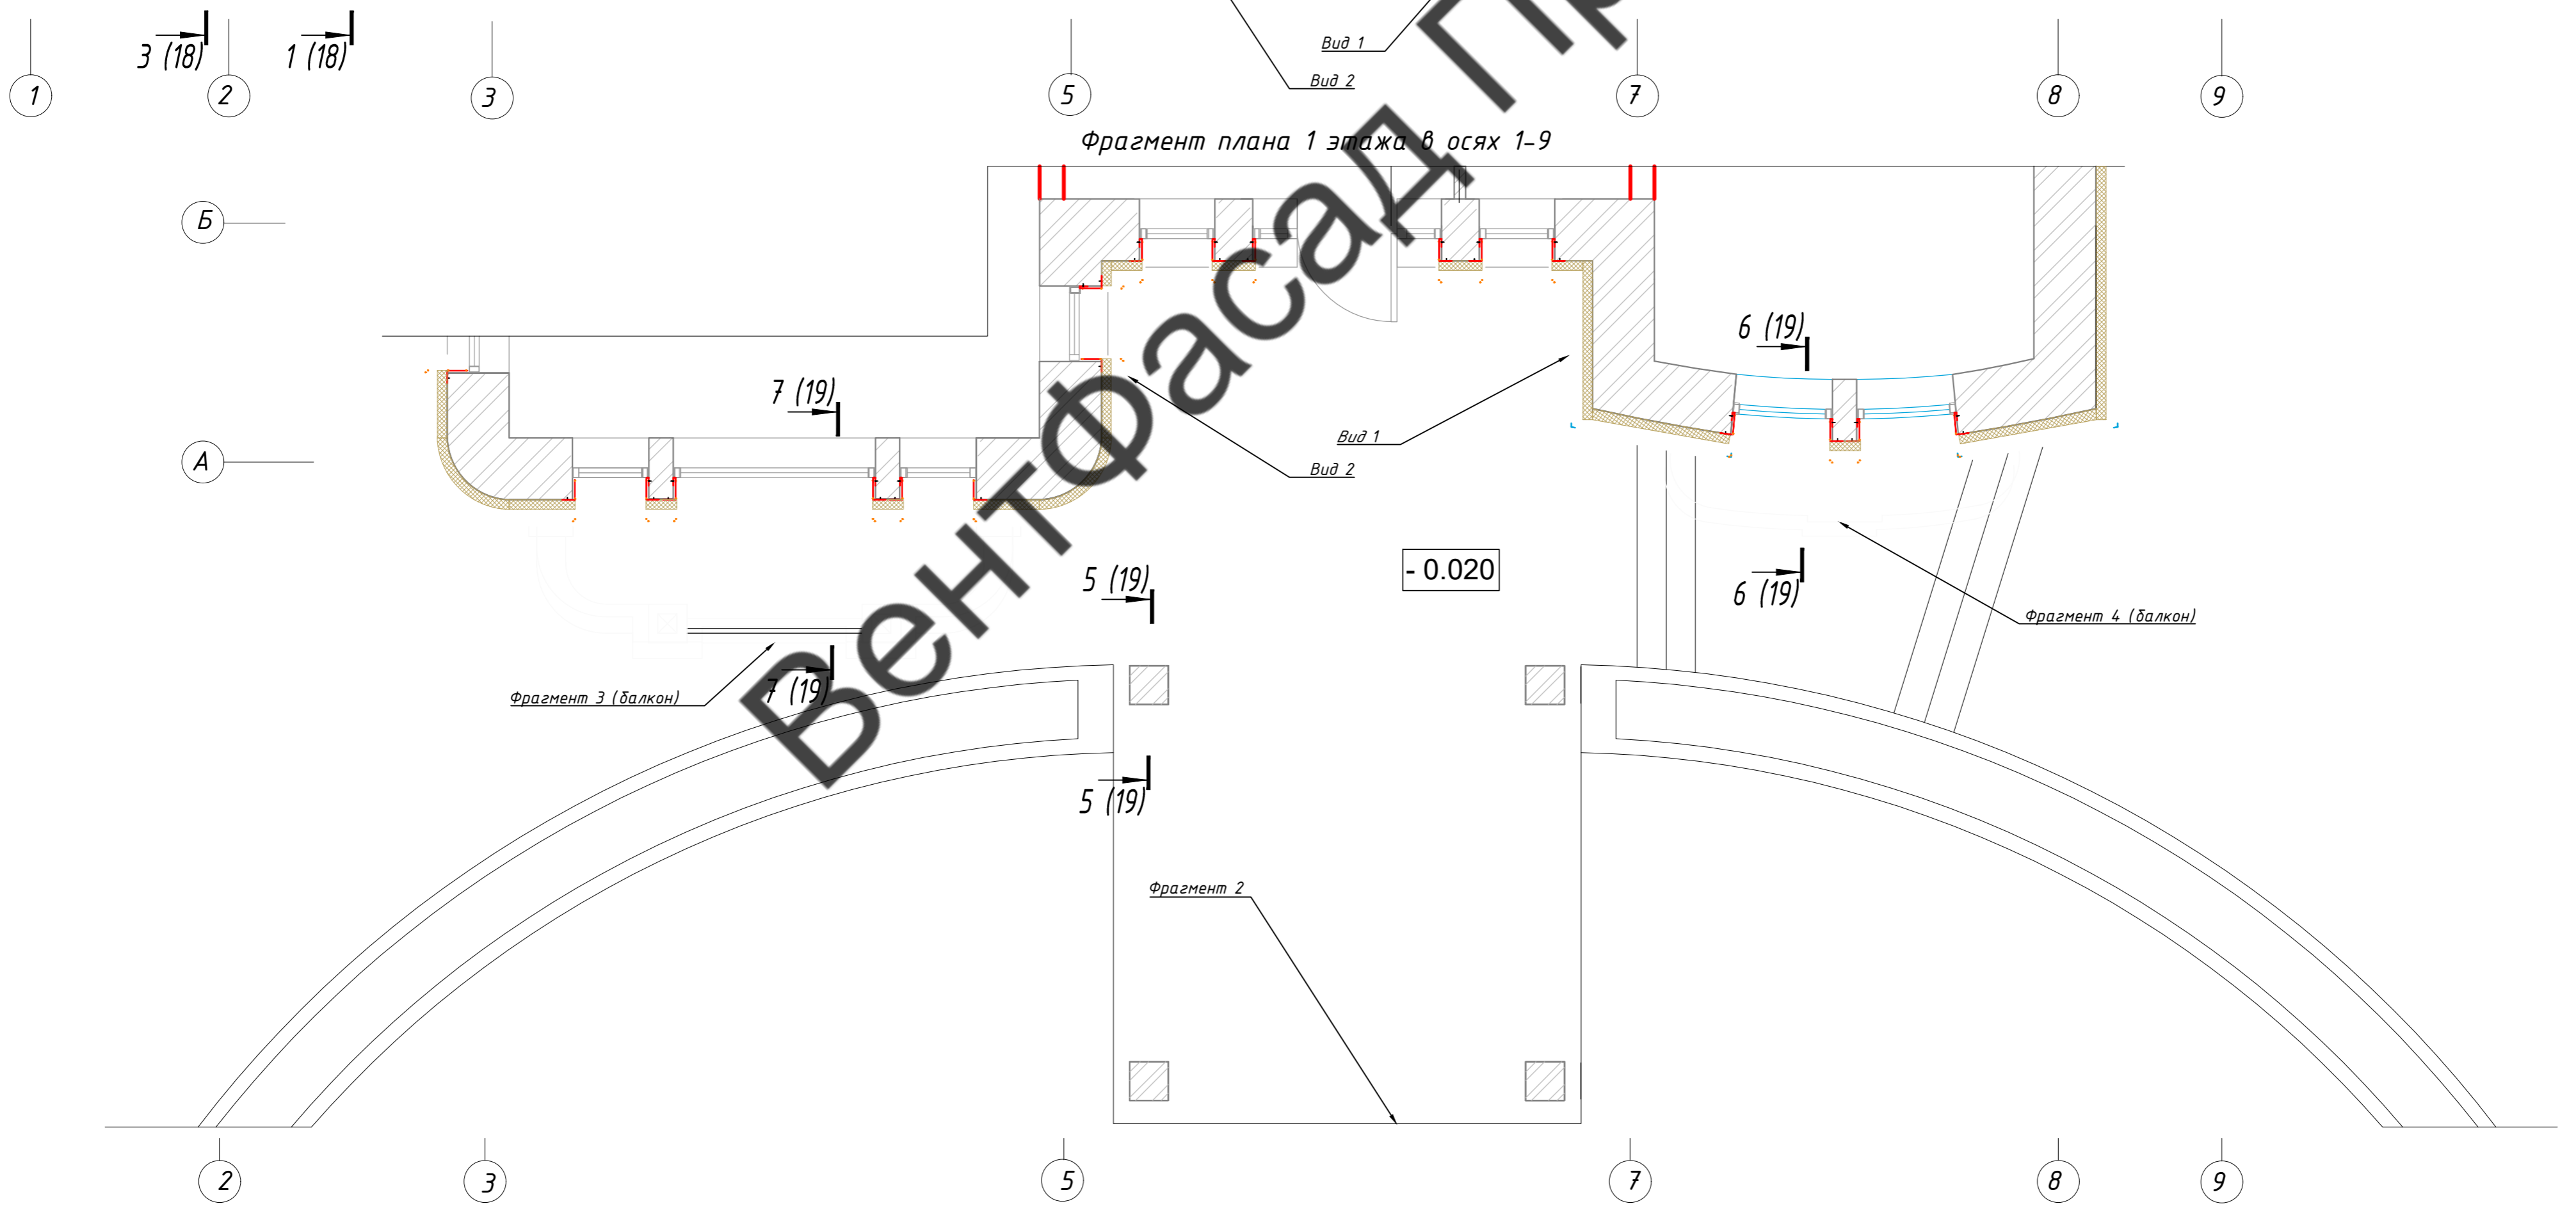 3 (18)
1 (18)
Вид 1
Вид 2
1
2
3
5
7
8
9
Фрагмент плана 1 этажа в осях 1-9
Б
6 (19)
7 (19)
Вид 1
Вид 2
А
- 0.020
5 (19)
6 (19)
Фрагмент 4 (балкон)
Фрагмент 3 (балкон)
7 (19)
5 (19)
Фрагмент 2
2
3
5
7
8
9
ВентФасад Пр